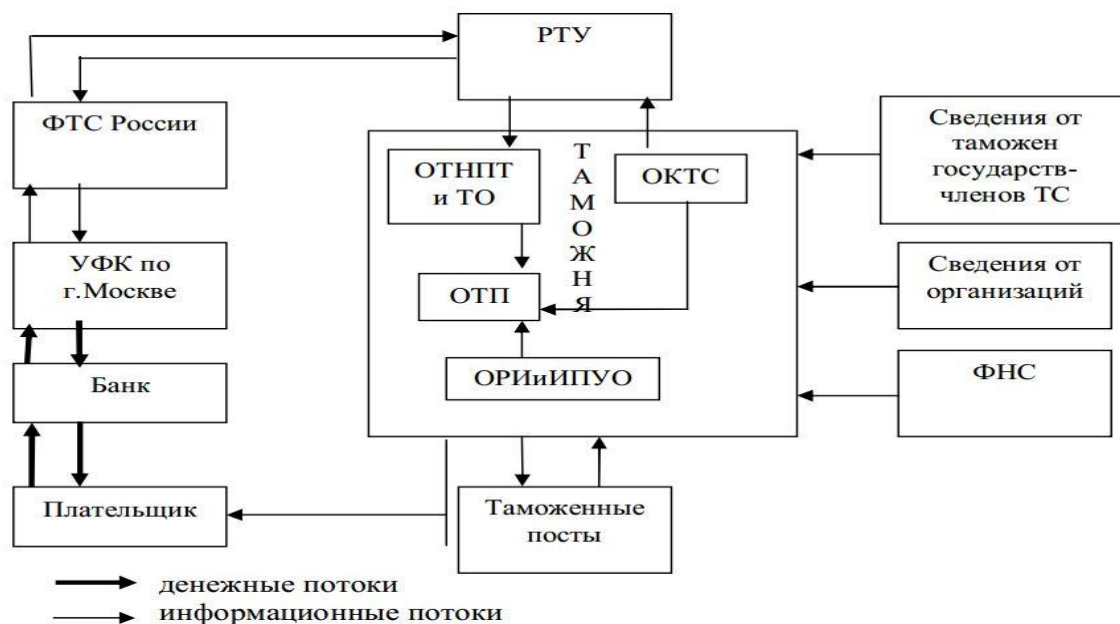 РТУ
ФТС России
Сведения от
таможен
государств-
членов ТС
ТАМОЖНЯ
ОТНПТ
и ТО
ОКТС
УФК по
г.Москве
Сведения от
организаций
ОТП
Банк
ОРИиИПУО
ФНС
Плательщик
Таможенные
посты
денежные потоки
информационные потоки